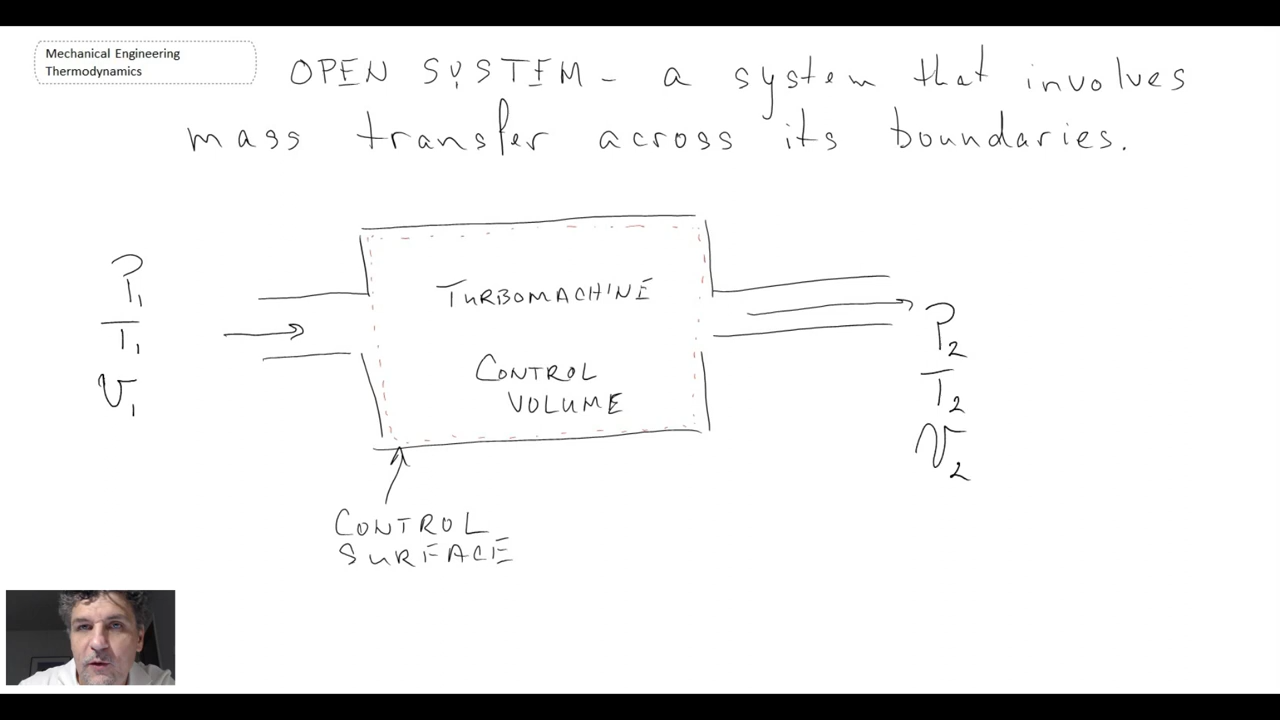 Mechanical Engineering
Thermodynamics
OPEN SYSTEM - a system that involves
mass transfer across its boundaries.
P1
T1
V1
TURBOMACHINE
CONTROL
VOLUME
P2
T2
V2
CONTROL
SURFACE